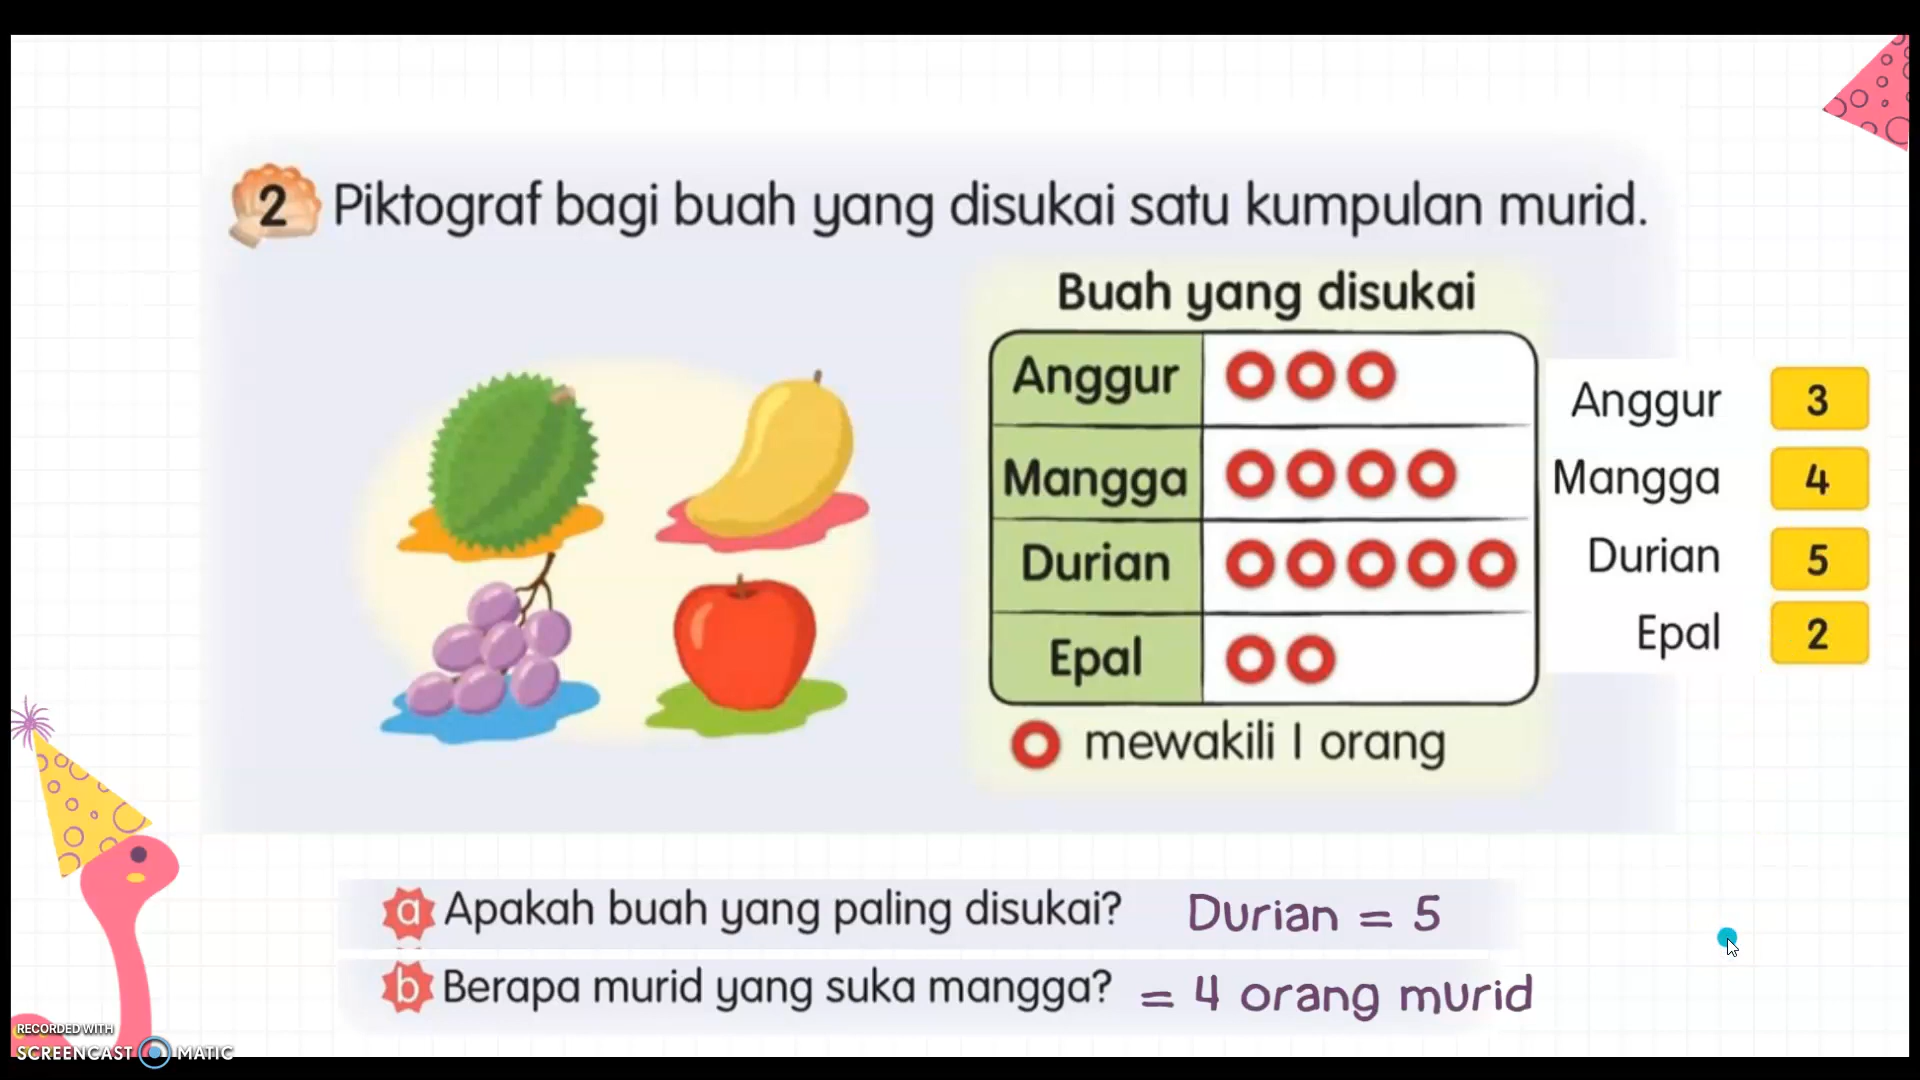 2 Piktograf bagi buah yang disukai satu kumpulan murid.
Buah yang disukai
Anggur
Mangga
Durian
Epal
mewakili 1 orang
Anggur 3
Mangga 4
Durian 5
Epal 2
a Apakah buah yang paling disukai? Durian = 5
b Berapa murid yang suka mangga? = 4 orang murid
RECORDED WITH
SCREENCAST MATIC